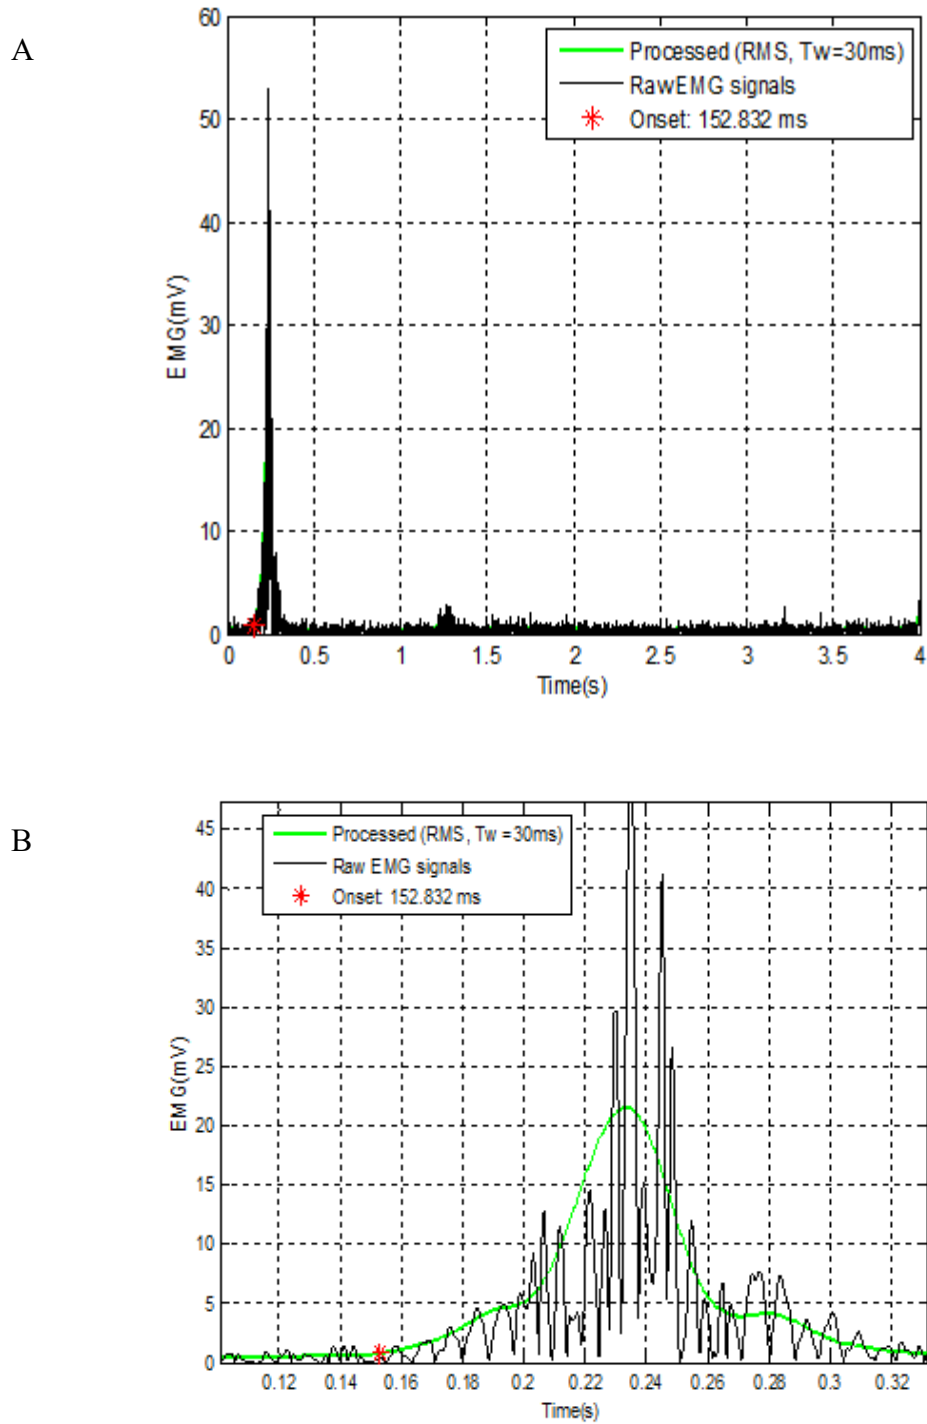 A
60
50
40
30
20
10
0
EMG(mV)
Processed (RMS, Tw=30ms)
RawEMG signals
Onset: 152.832 ms
0 0.5 1 1.5 2 2.5 3 3.5 4
Time(s)
B
45
40
35
30
25
20
15
10
5
0
EMG(mV)
Processed (RMS, Tw =30ms)
Raw EMG signals
Onset: 152.832 ms
0.12 0.14 0.16 0.18 0.2 0.22 0.24 0.26 0.28 0.3 0.32
Time(s)